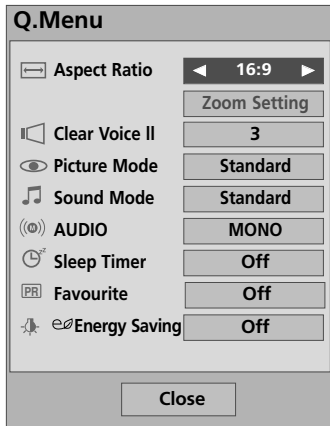 Q.Menu
Aspect Ratio ◀ 16:9 ▶
Zoom Setting
Clear Voice ll 3
Picture Mode Standard
Sound Mode Standard
AUDIO MONO
Sleep Timer Off
PR Favourite Off
Energy Saving Off
Close